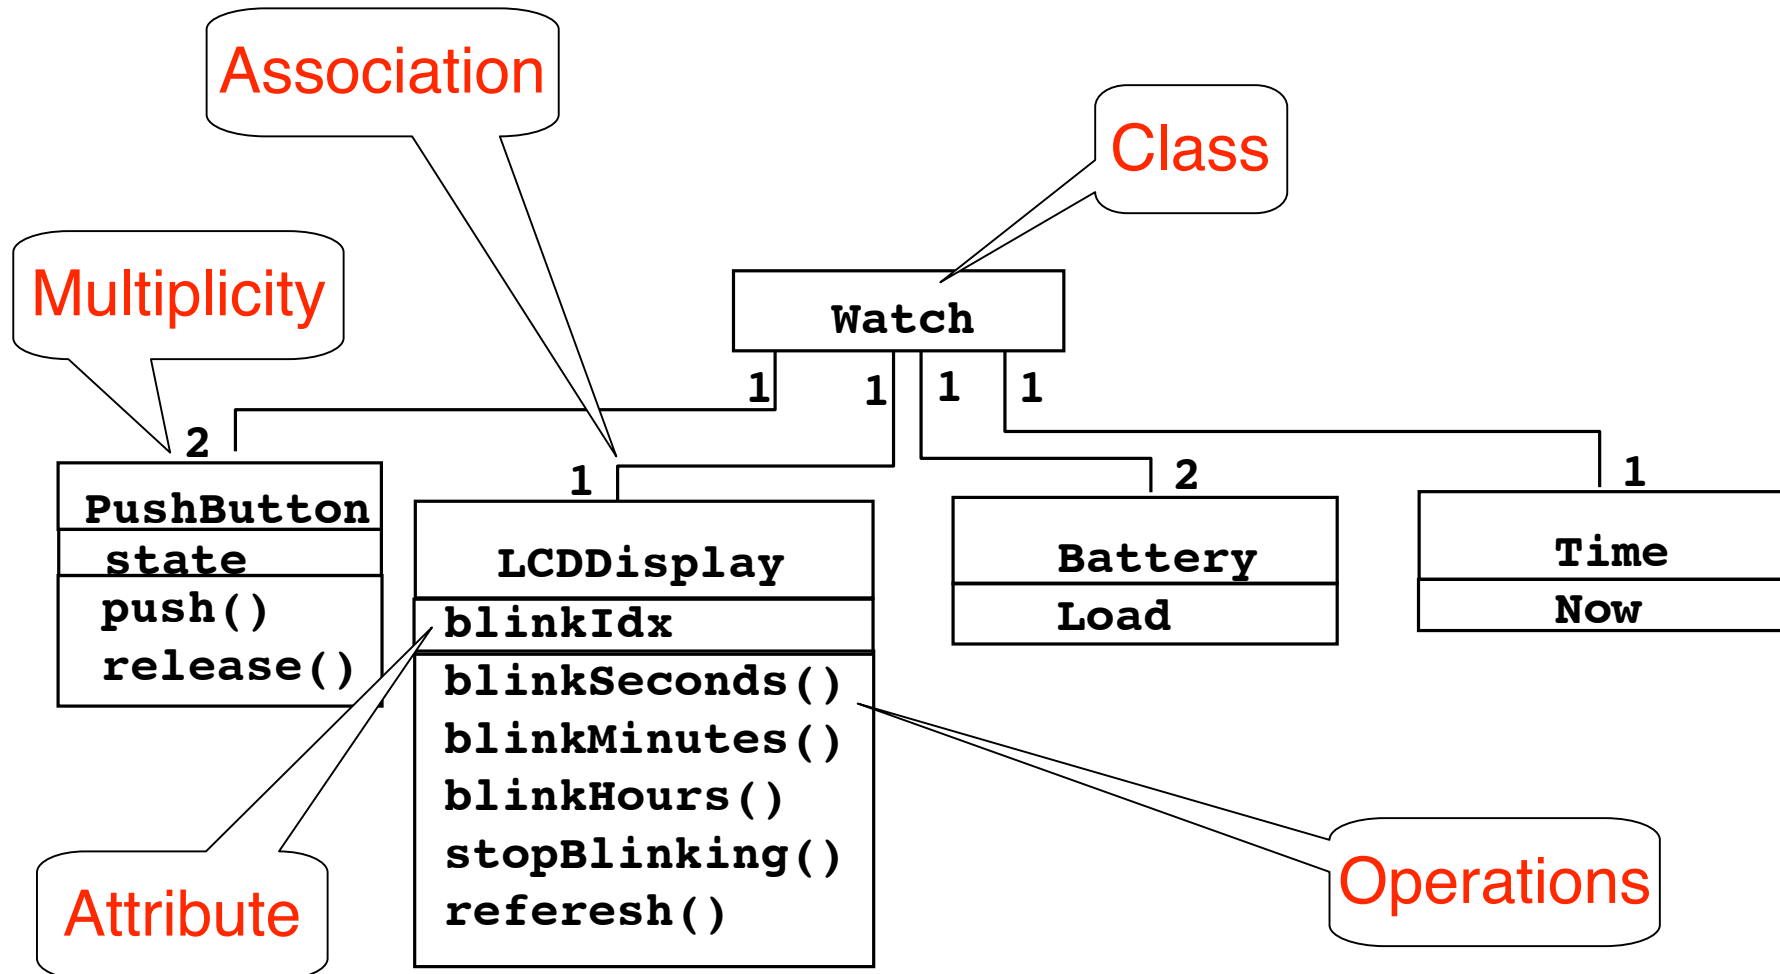 Association
Class
Multiplicity
Watch
1
1
1
1
2
1
2
1
PushButton
state
push()
release()
LCDDisplay
blinkIdx
blinkSeconds()
blinkMinutes()
blinkHours()
stopBlinking()
referesh()
Battery
Load
Time
Now
Attribute
Operations